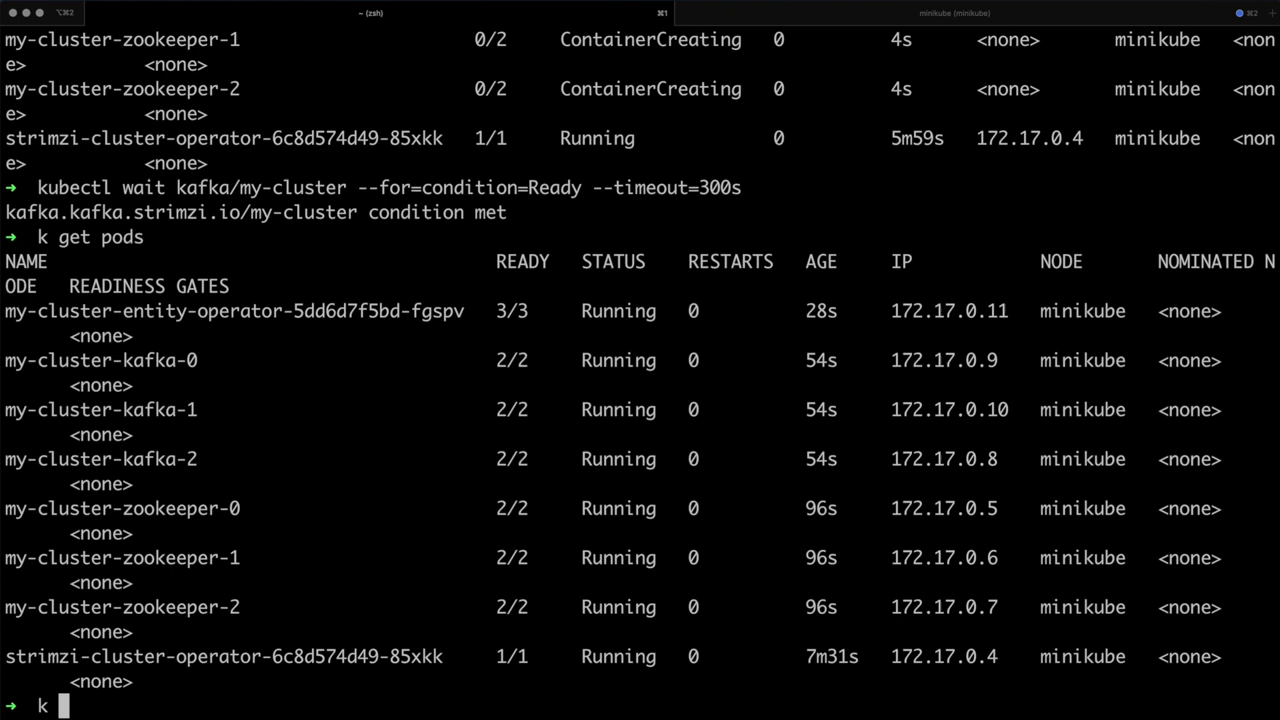 ⌥⌘2 ~ (zsh) ⌘1 minikube (minikube) ⌘2
my-cluster-zookeeper-1 0/2 ContainerCreating 0 4s <none> minikube <non
e> <none>
my-cluster-zookeeper-2 0/2 ContainerCreating 0 4s <none> minikube <non
e> <none>
strimzi-cluster-operator-6c8d574d49-85xkk 1/1 Running 0 5m59s 172.17.0.4 minikube <non
e> <none>
→ kubectl wait kafka/my-cluster --for=condition=Ready --timeout=300s
kafka.kafka.strimzi.io/my-cluster condition met
→ k get pods
NAME READY STATUS RESTARTS AGE IP NODE NOMINATED N
ODE READINESS GATES
my-cluster-entity-operator-5dd6d7f5bd-fgspv 3/3 Running 0 28s 172.17.0.11 minikube <none>
<none>
my-cluster-kafka-0 2/2 Running 0 54s 172.17.0.9 minikube <none>
<none>
my-cluster-kafka-1 2/2 Running 0 54s 172.17.0.10 minikube <none>
<none>
my-cluster-kafka-2 2/2 Running 0 54s 172.17.0.8 minikube <none>
<none>
my-cluster-zookeeper-0 2/2 Running 0 96s 172.17.0.5 minikube <none>
<none>
my-cluster-zookeeper-1 2/2 Running 0 96s 172.17.0.6 minikube <none>
<none>
my-cluster-zookeeper-2 2/2 Running 0 96s 172.17.0.7 minikube <none>
<none>
strimzi-cluster-operator-6c8d574d49-85xkk 1/1 Running 0 7m31s 172.17.0.4 minikube <none>
<none>
→ k